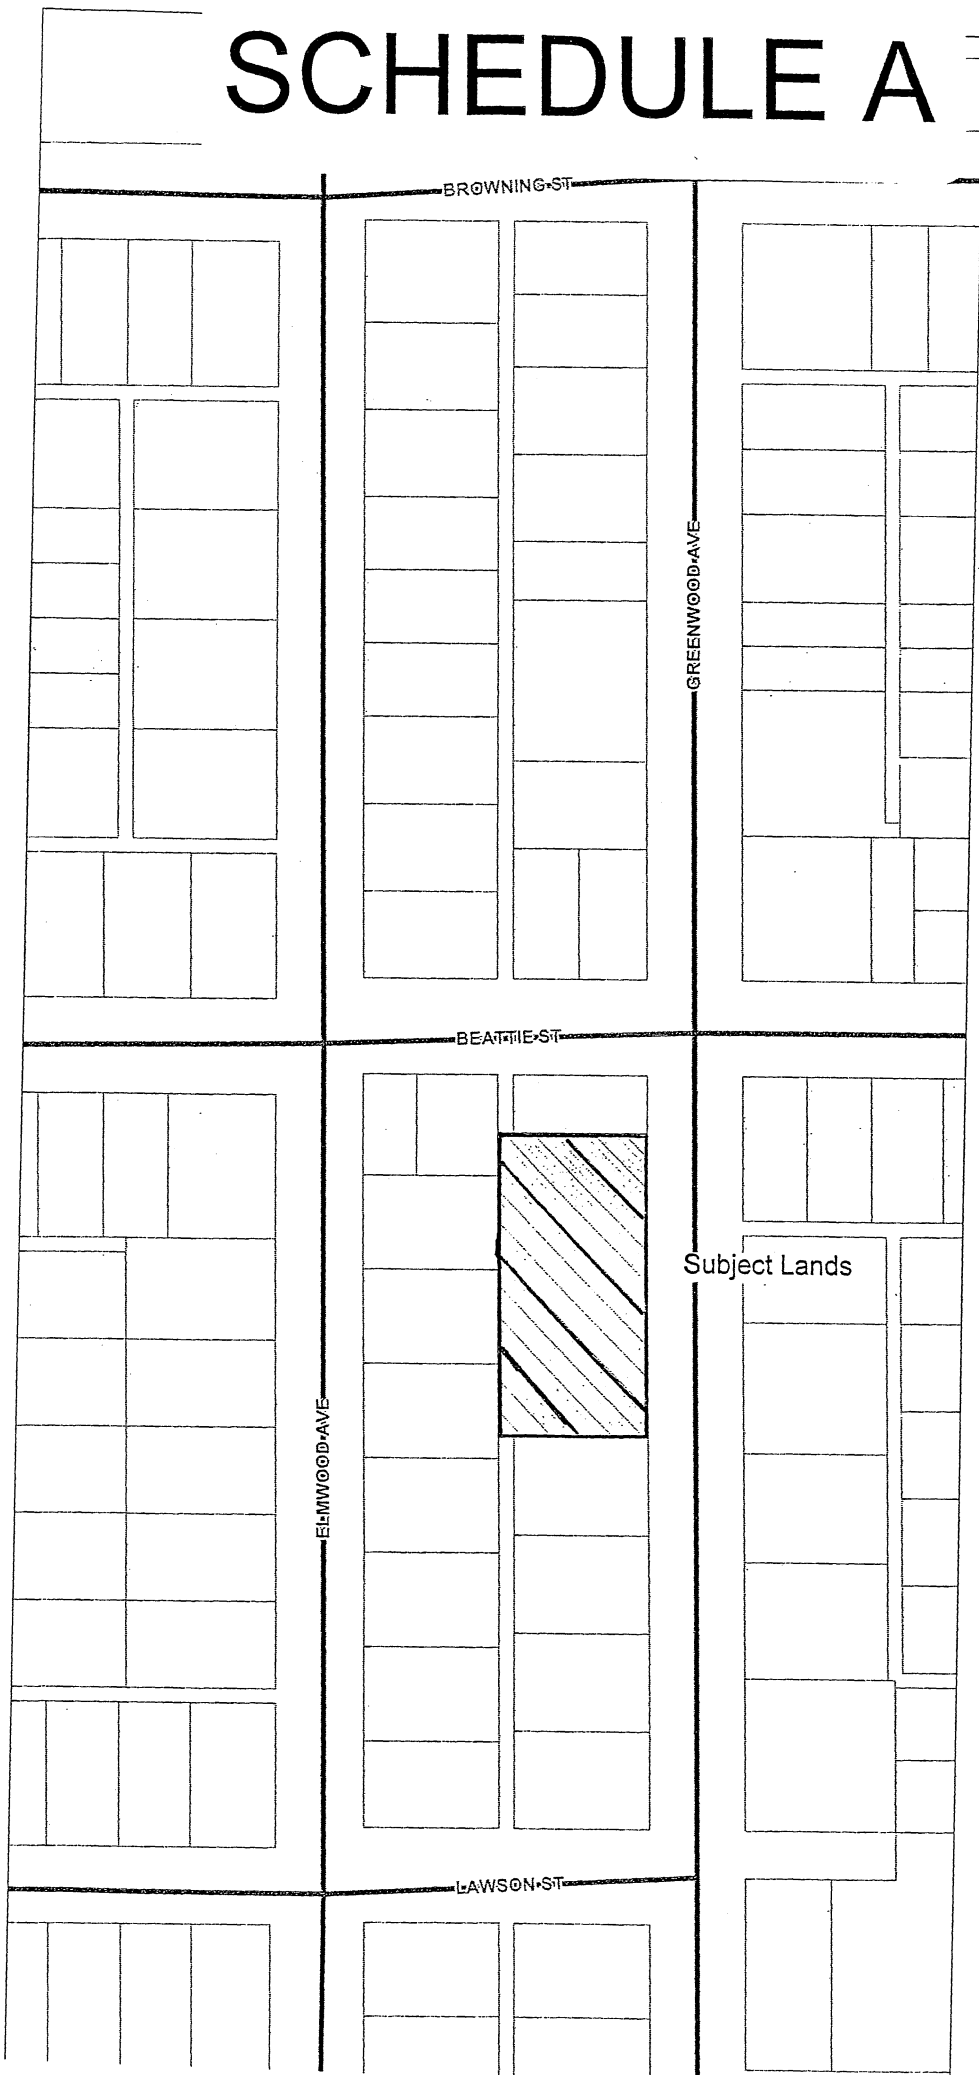 SCHEDULE A
BROWNING ST
GREENWOOD AVE
BEATTIE ST
Subject Lands
ELMWOOD AVE
LAWSON ST